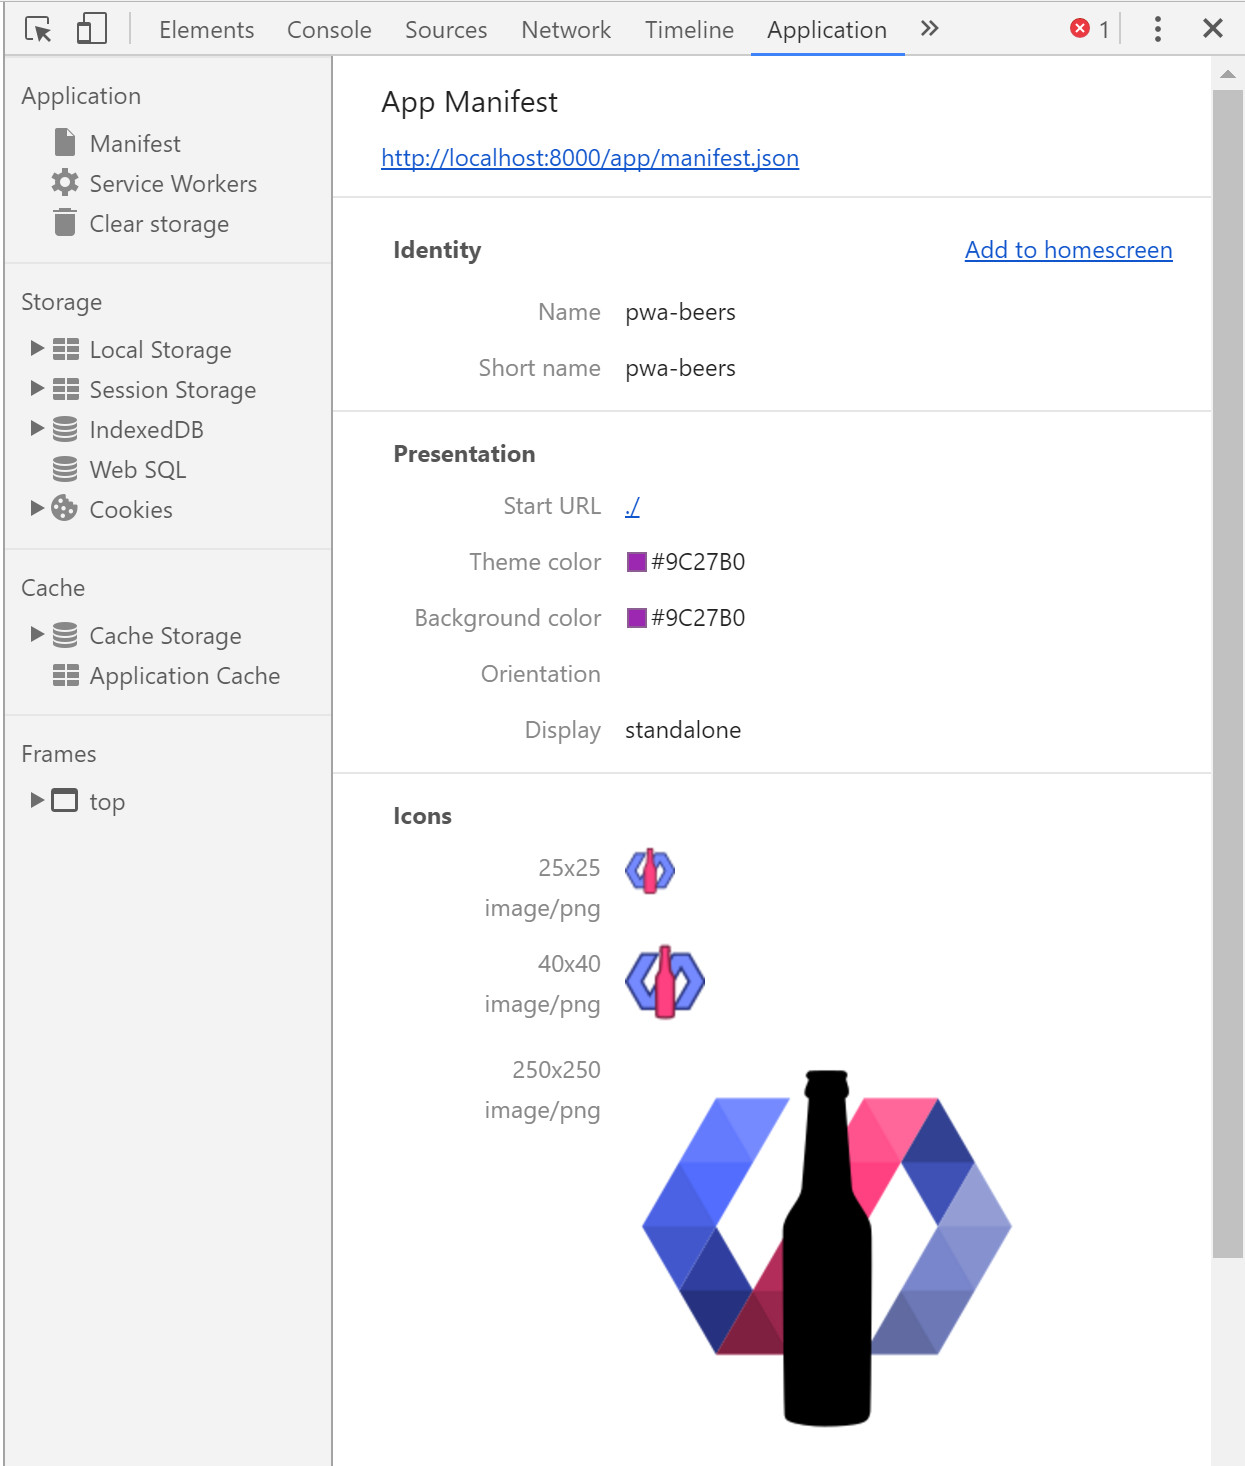 Elements Console Sources Network Timeline Application 1
Application
Manifest
Service Workers
Clear storage
Storage
Local Storage
Session Storage
IndexedDB
Web SQL
Cookies
Cache
Cache Storage
Application Cache
Frames
top
App Manifest
http://localhost:8000/app/manifest.json
Identity Add to homescreen
Name pwa-beers
Short name pwa-beers
Presentation
Start URL ./
Theme color #9C27B0
Background color #9C27B0
Orientation
Display standalone
Icons
25x25
image/png
40x40
image/png
250x250
image/png